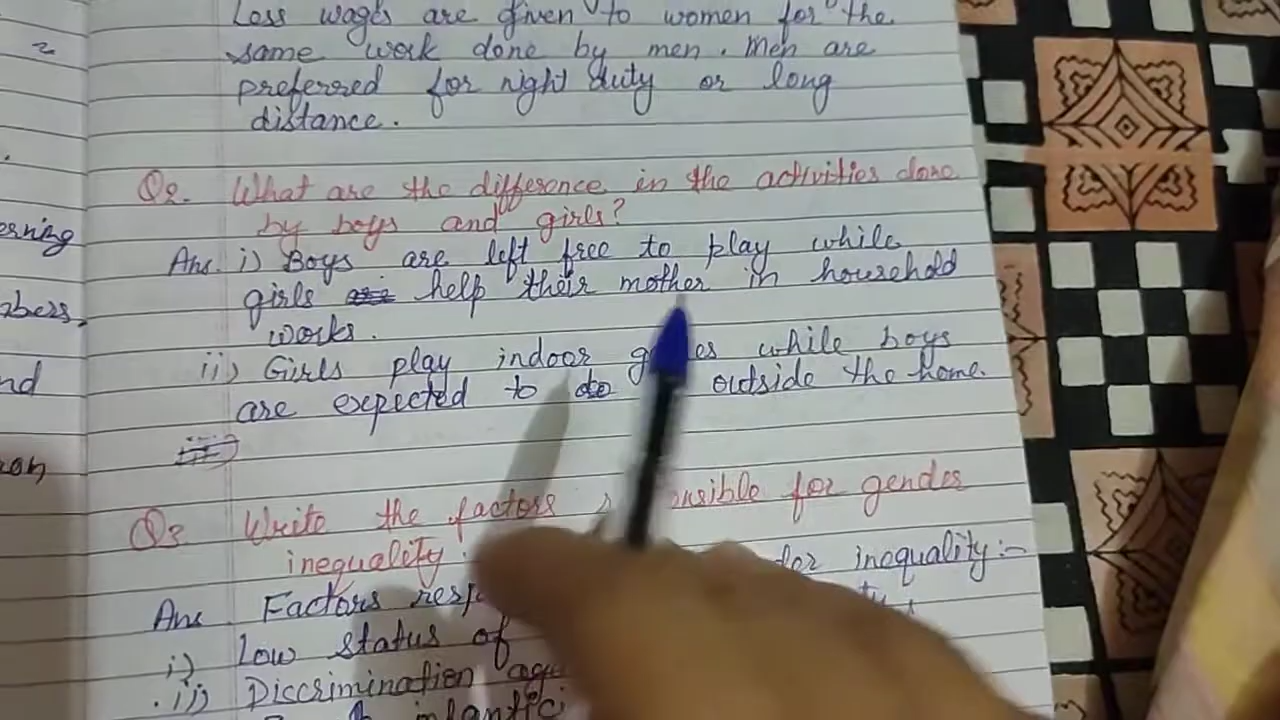 Less wages are given to women for the
same work done by men. Men are
preferred for night duty or long
distance.
Q2. What are the difference in the activities done
by boys and girls?
Ans. i) Boys are left free to play while
girls help their mother in household
works.
ii) Girls play indoor while boys
are expected to do outside the home.
Q3 Write the factors for gender
inequality
Ans Factors for inequality:-
i) Low status of
ii) Discrimination